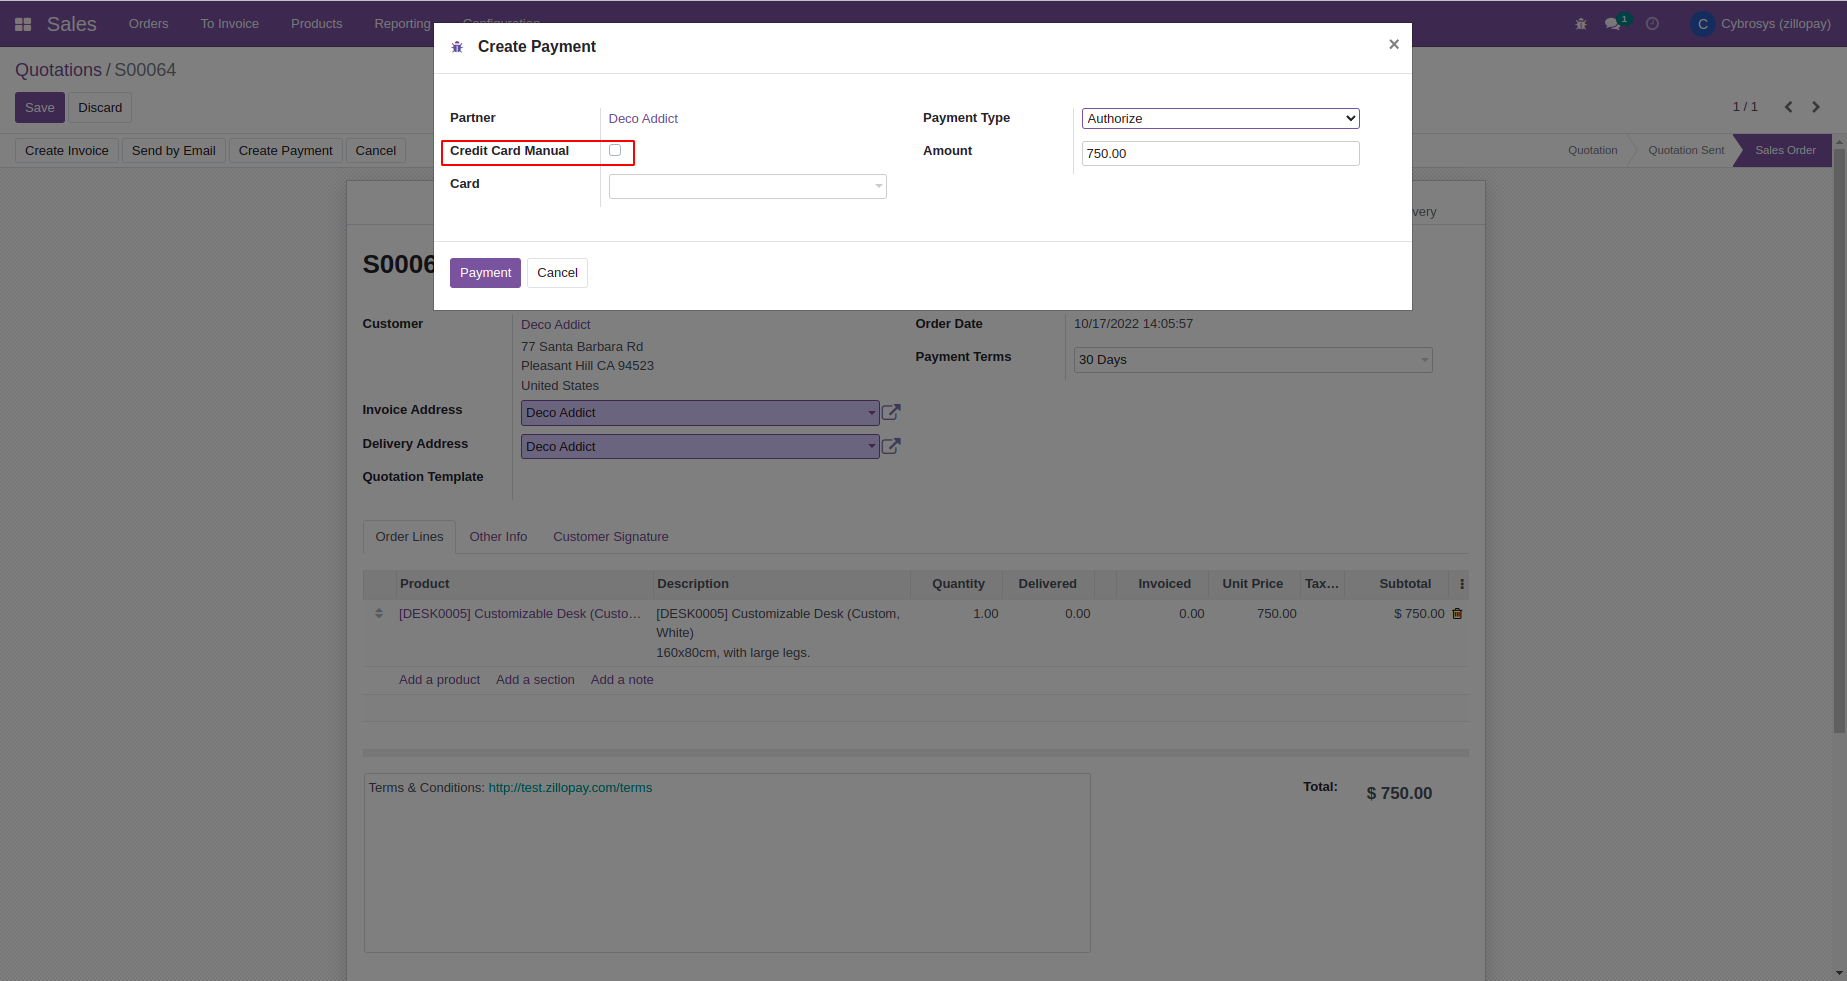 Sales Orders To Invoice Products Reporting Configuration 1 C Cybrosys (zillopay)
Create Payment ×
Quotations / S00064
Save Discard 1 / 1
Partner Deco Addict Payment Type Authorize
Create Invoice Send by Email Create Payment Cancel Credit Card Manual Amount 750.00 Quotation Quotation Sent Sales Order
Card
very
S0006
Payment Cancel
Customer Deco Addict Order Date 10/17/2022 14:05:57
77 Santa Barbara Rd
Pleasant Hill CA 94523 Payment Terms 30 Days
United States
Invoice Address Deco Addict
Delivery Address Deco Addict
Quotation Template
Order Lines Other Info Customer Signature
Product Description Quantity Delivered Invoiced Unit Price Tax… Subtotal
[DESK0005] Customizable Desk (Custo… [DESK0005] Customizable Desk (Custom, 1.00 0.00 0.00 750.00 $ 750.00
White)
160x80cm, with large legs.
Add a product Add a section Add a note
Terms & Conditions: http://test.zillopay.com/terms Total: $ 750.00